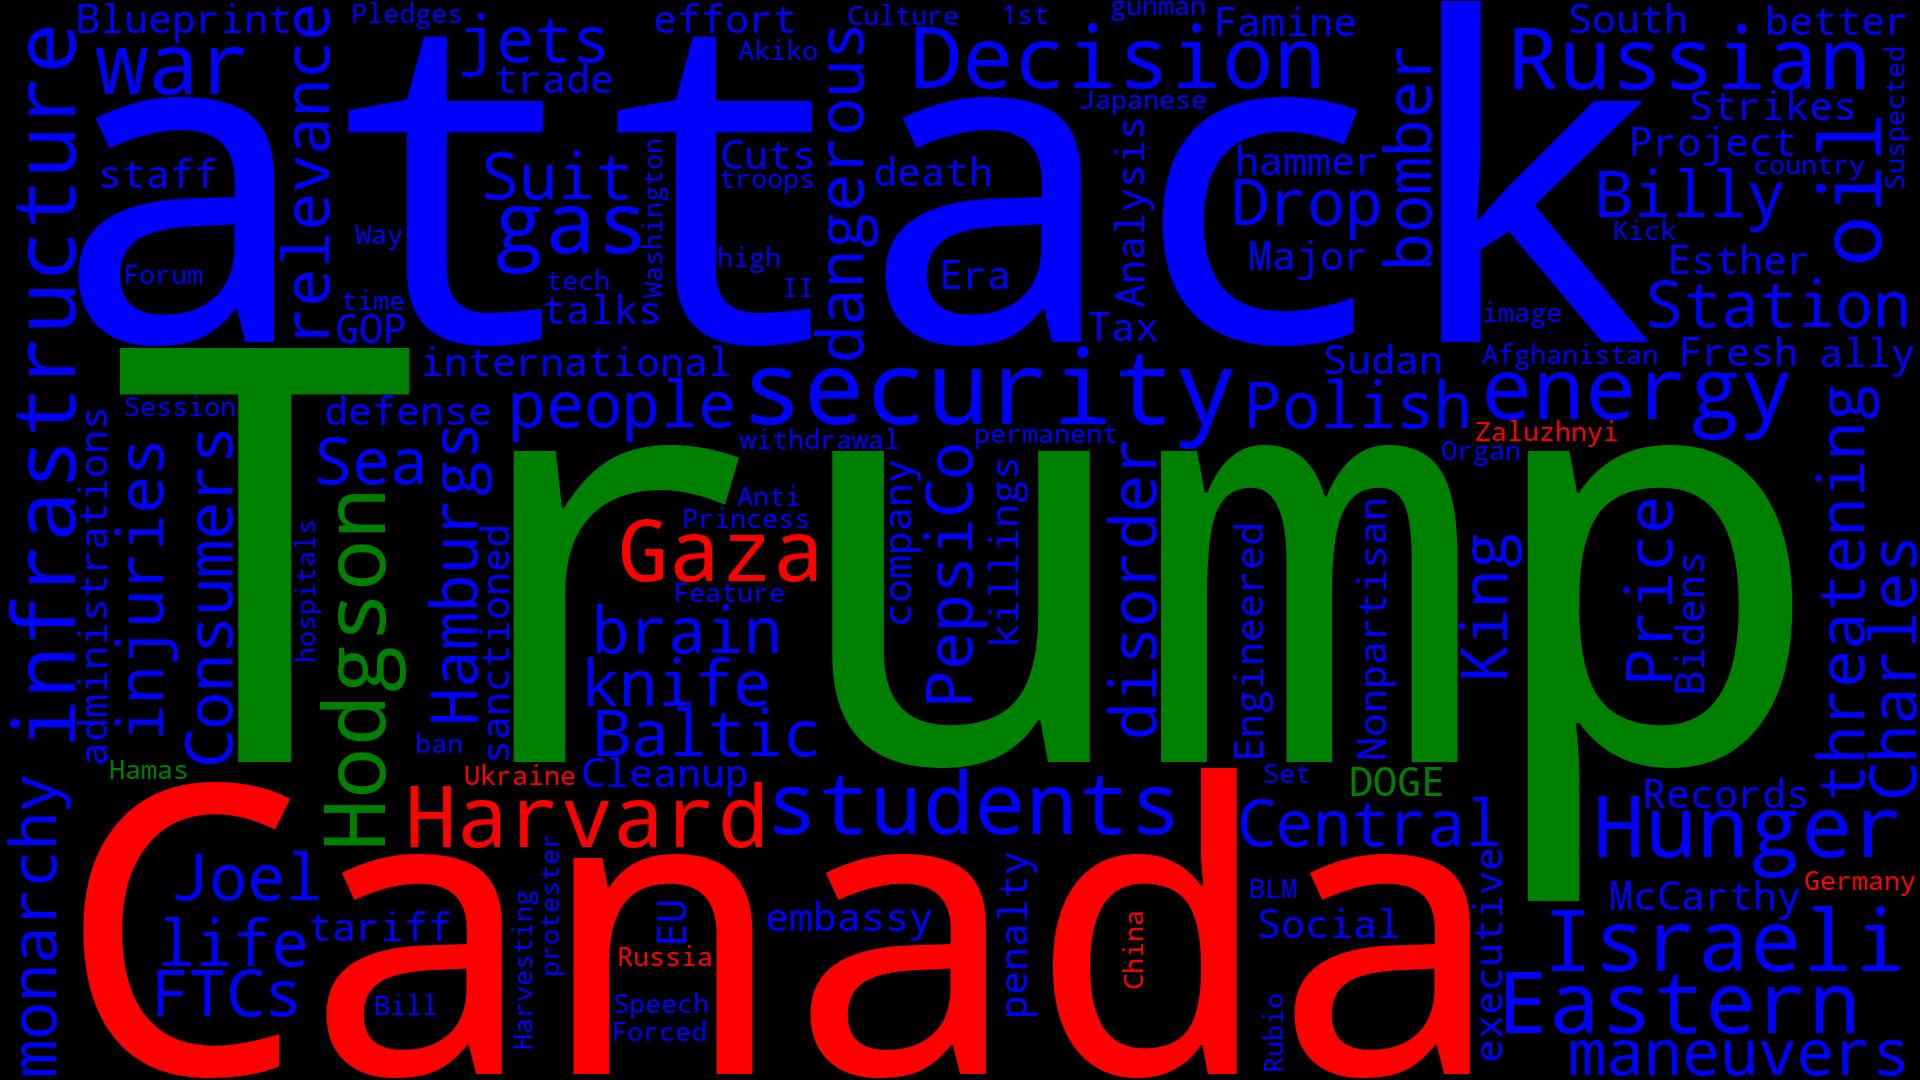 Blueprint
Pledges
jets
effort
Culture
1st
gunman
Famine
South
better
war
trade
Akiko
Decision
Russian
Suspected
infrastructure
relevance
attack
dangerous
Japanese
bomber
Strikes
staff
Suit
Washington
Cuts
troops
death
Analysis
hammer
Project
country
oil
Way
gas
Drop
Billy
Kick
Forum
tech
high
II
Era
Major
Esther
time
GOP
talks
Tax
image
Station
international
security
Sudan
Afghanistan
Fresh
ally
Session
defense
people
Polish
energy
administrations
injuries
Consumers
Trump
Sea
Hamburgs
withdrawal
permanent
Organ
Zaluzhnyi
threatening
hospitals
Hodgson
sanctioned
Anti
Princess
Gaza
Feature
company
PepsiCo
killings
disorder
Engineered
Nonpartisan
King
Price
Bidens
Charles
brain
knife
Baltic
ban
Hamas
Ukraine
Cleanup
Set
DOGE
Records
monarchy
Harvard
students
Central
Hunger
Canada
Joel
life
tariff
FTCs
Bill
Harvesting
protester
EU
Russia
Speech
Forced
embassy
penalty
China
BLM
Social
Rubio
executive
McCarthy
Germany
Israeli
Eastern
maneuvers